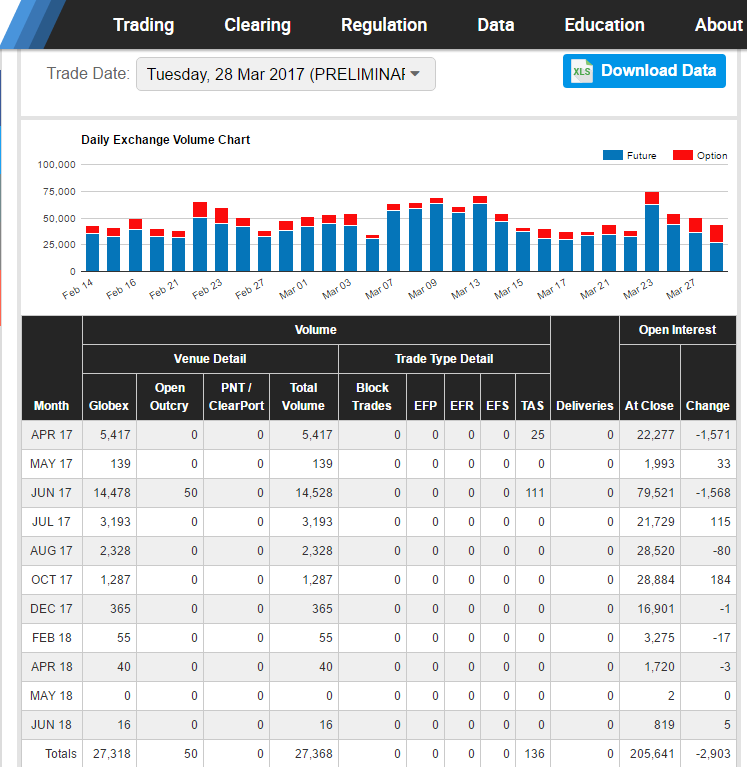 Trading Clearing Regulation Data Education About
Trade Date: Tuesday, 28 Mar 2017 (PRELIMINAR
XLS Download Data
Daily Exchange Volume Chart
Future Option
100,000
75,000
50,000
25,000
0
Feb 14 Feb 16 Feb 21 Feb 23 Feb 27 Mar 01 Mar 03 Mar 07 Mar 09 Mar 13 Mar 15 Mar 17 Mar 21 Mar 23 Mar 27
Volume Open Interest
Venue Detail Trade Type Detail
Month Globex Open Outcry PNT / ClearPort Total Volume Block Trades EFP EFR EFS TAS Deliveries At Close Change
APR 17 5,417 0 0 5,417 0 0 0 0 25 0 22,277 -1,571
MAY 17 139 0 0 139 0 0 0 0 0 0 1,993 33
JUN 17 14,478 50 0 14,528 0 0 0 0 111 0 79,521 -1,568
JUL 17 3,193 0 0 3,193 0 0 0 0 0 0 21,729 115
AUG 17 2,328 0 0 2,328 0 0 0 0 0 0 28,520 -80
OCT 17 1,287 0 0 1,287 0 0 0 0 0 0 28,884 184
DEC 17 365 0 0 365 0 0 0 0 0 0 16,901 -1
FEB 18 55 0 0 55 0 0 0 0 0 0 3,275 -17
APR 18 40 0 0 40 0 0 0 0 0 0 1,720 -3
MAY 18 0 0 0 0 0 0 0 0 0 0 2 0
JUN 18 16 0 0 16 0 0 0 0 0 0 819 5
Totals 27,318 50 0 27,368 0 0 0 0 136 0 205,641 -2,903